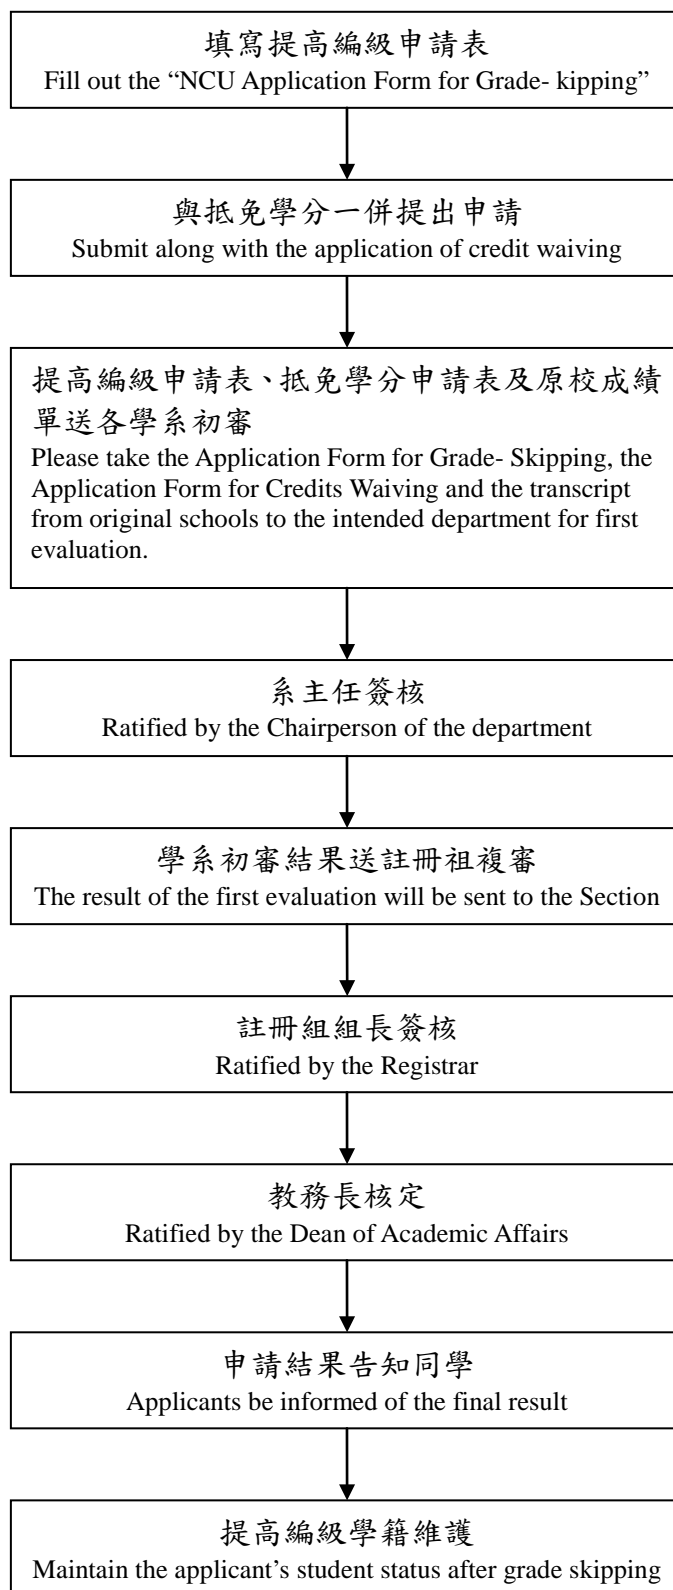 填寫提高編級申請表
Fill out the “NCU Application Form for Grade- kipping”
與抵免學分一併提出申請
Submit along with the application of credit waiving
提高編級申請表、抵免學分申請表及原校成績
單送各學系初審
Please take the Application Form for Grade- Skipping, the
Application Form for Credits Waiving and the transcript
from original schools to the intended department for first
evaluation.
系主任簽核
Ratified by the Chairperson of the department
學系初審結果送註冊祖複審
The result of the first evaluation will be sent to the Section
註冊組組長簽核
Ratified by the Registrar
教務長核定
Ratified by the Dean of Academic Affairs
申請結果告知同學
Applicants be informed of the final result
提高編級學籍維護
Maintain the applicant’s student status after grade skipping